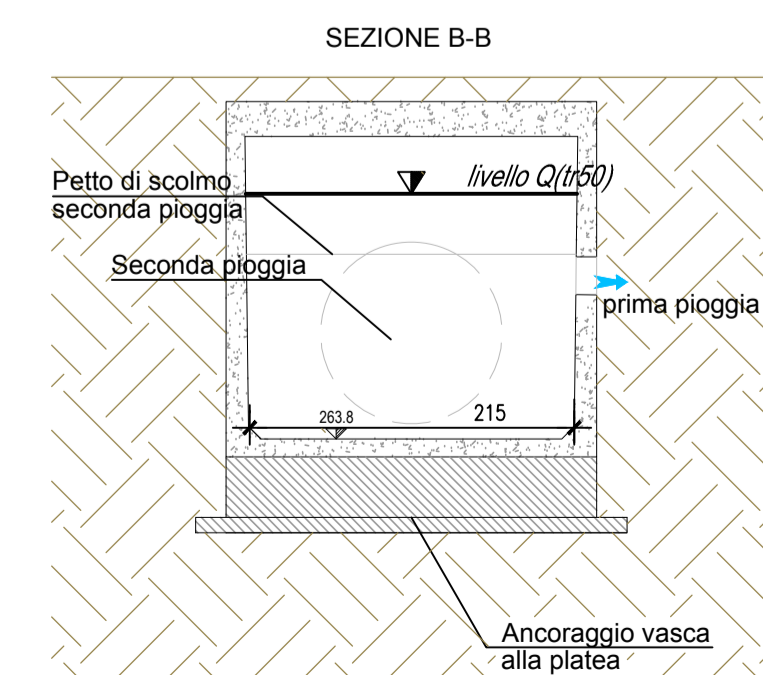 SEZIONE B-B
livello Q(tr50)
Petto di scolmo
seconda pioggia
Seconda pioggia
prima pioggia
263.8
215
Ancoraggio vasca
alla platea